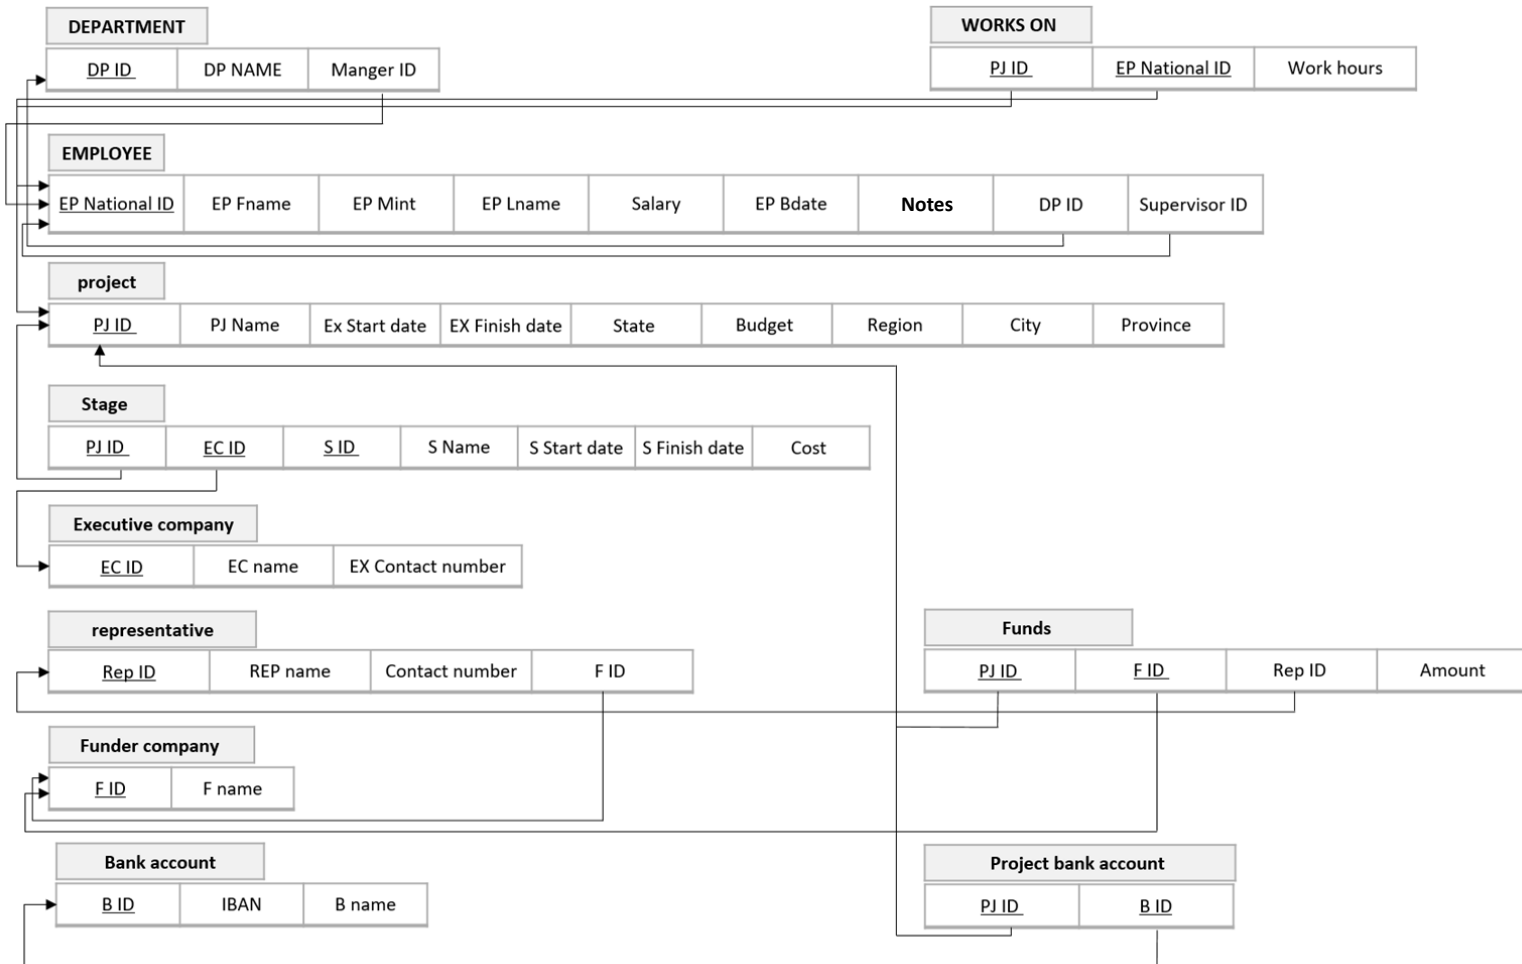 DEPARTMENT
DP ID DP NAME Manger ID
WORKS ON
PJ ID EP National ID Work hours
EMPLOYEE
EP National ID EP Fname EP Mint EP Lname Salary EP Bdate Notes DP ID Supervisor ID
project
PJ ID PJ Name Ex Start date EX Finish date State Budget Region City Province
Stage
PJ ID EC ID S ID S Name S Start date S Finish date Cost
Executive company
EC ID EC name EX Contact number
representative
Rep ID REP name Contact number F ID
Funds
PJ ID F ID Rep ID Amount
Funder company
F ID F name
Bank account
B ID IBAN B name
Project bank account
PJ ID B ID